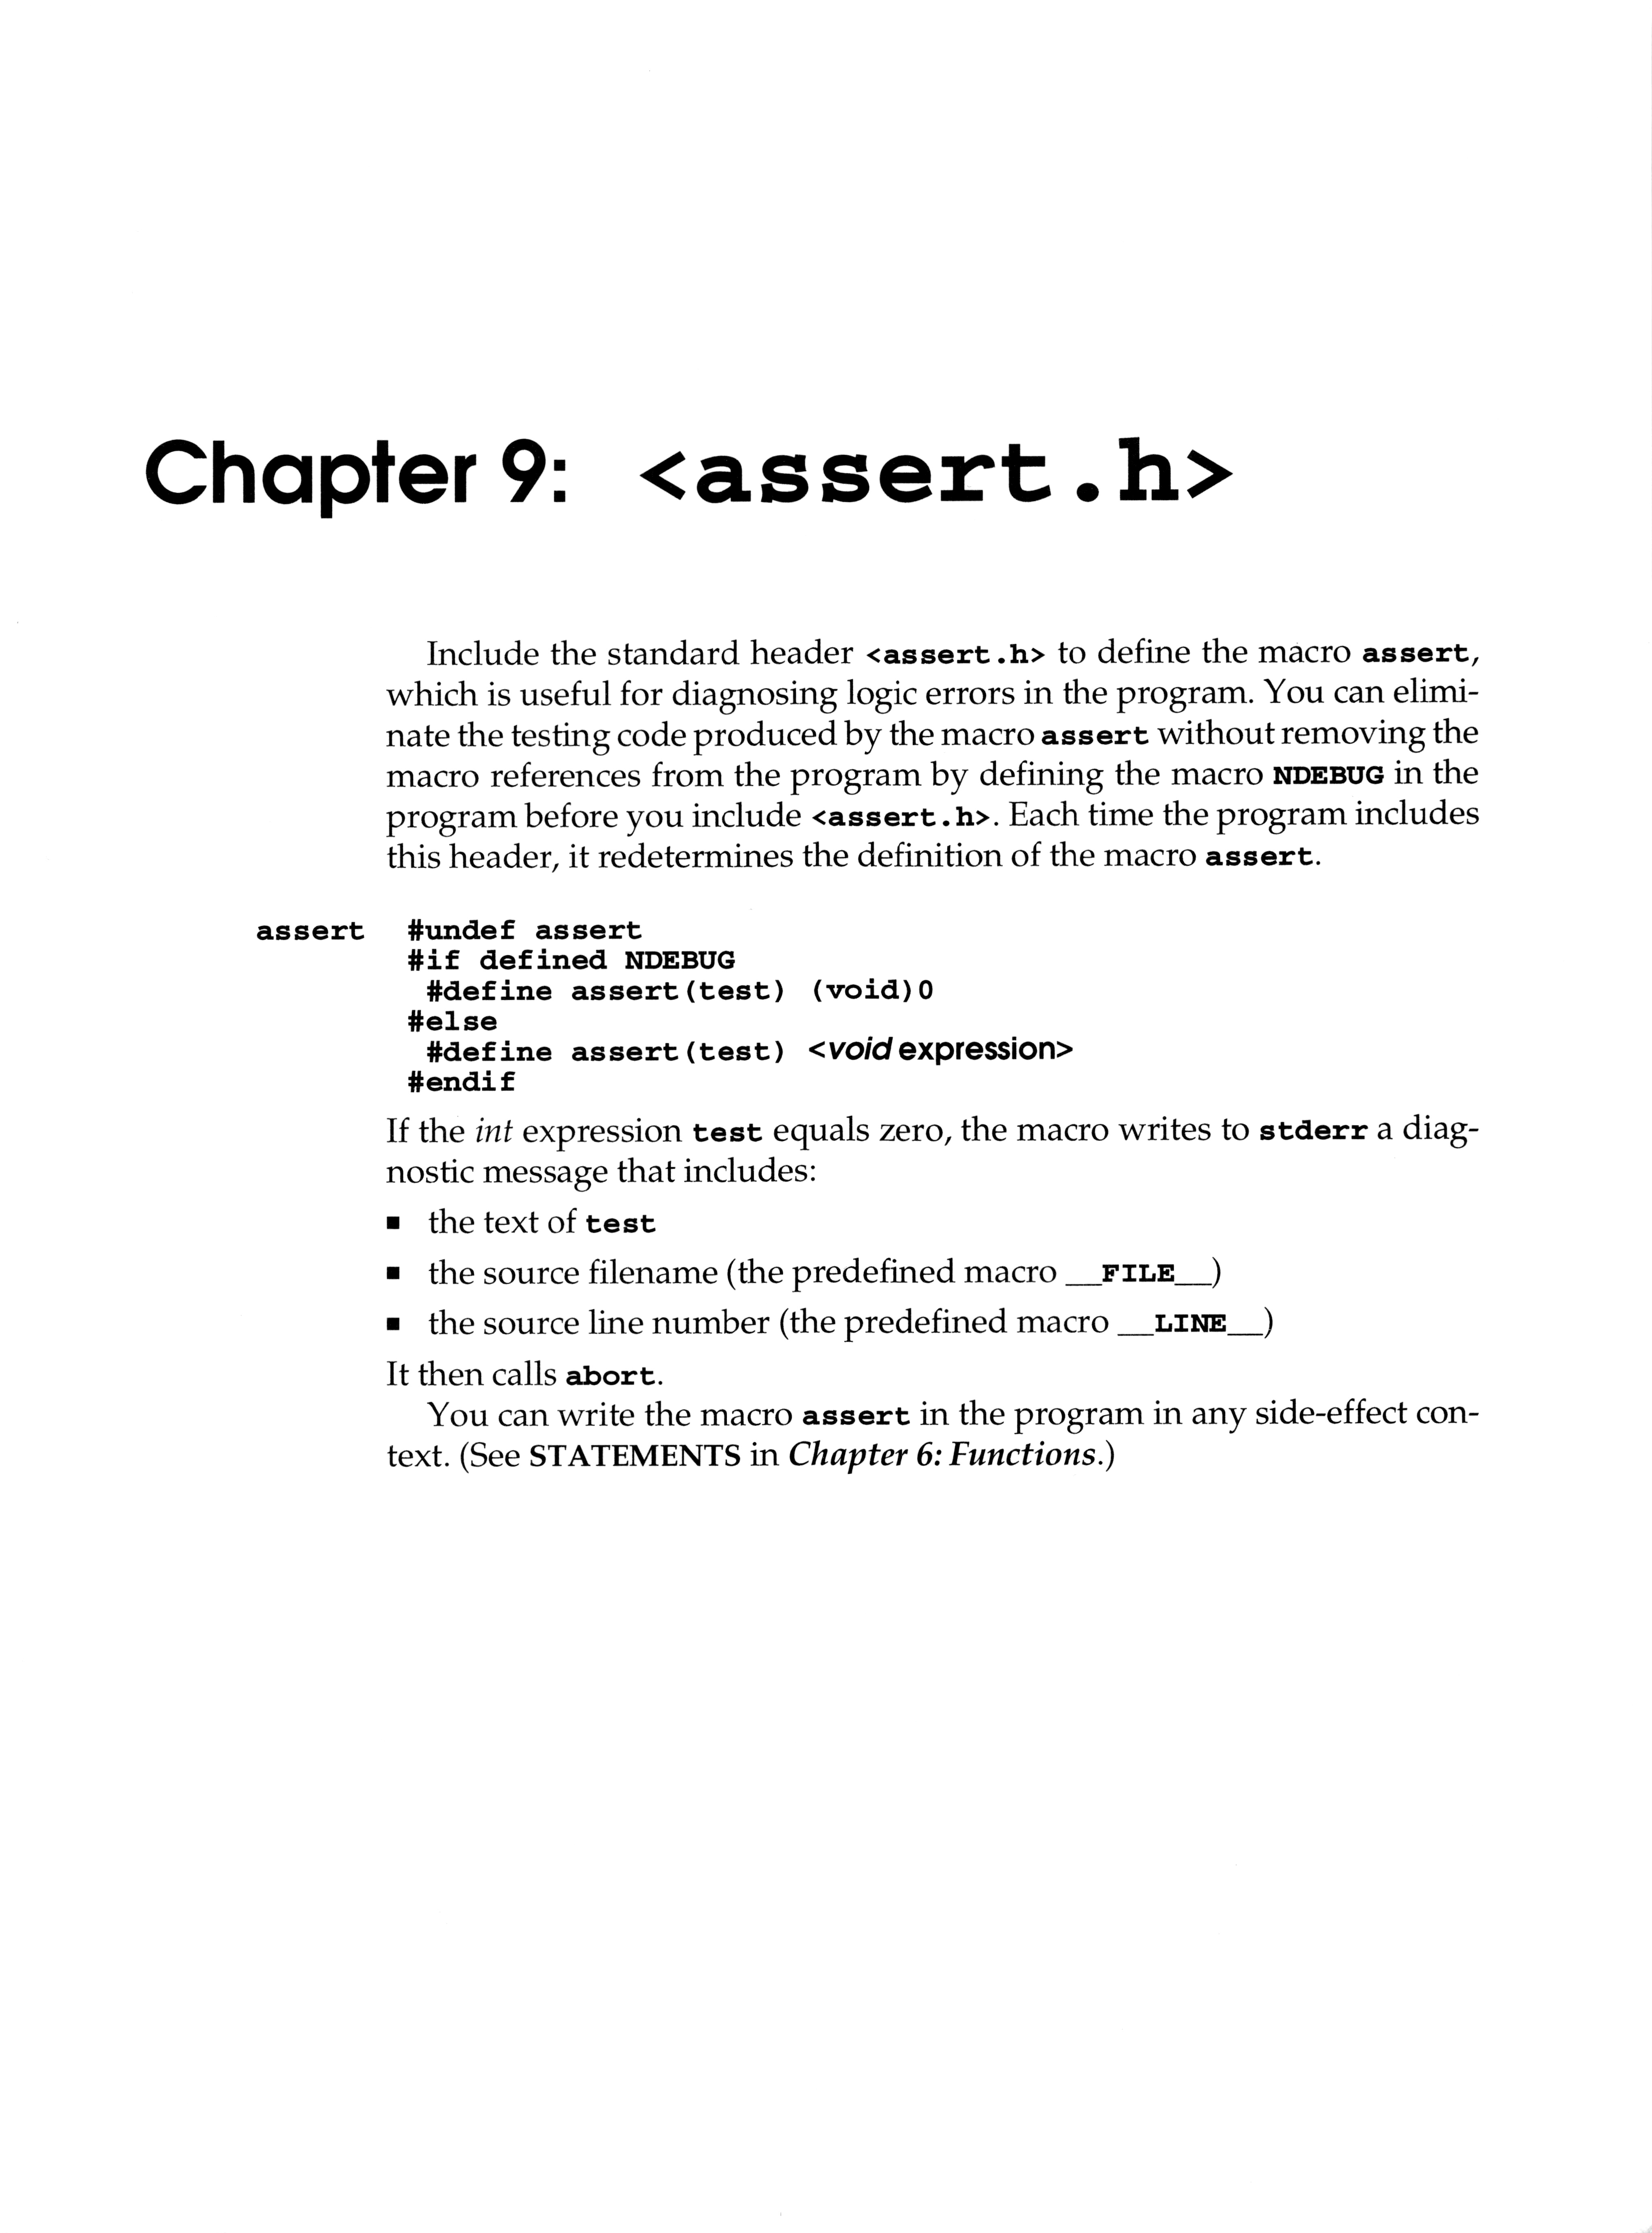 Chapter 9: <assert.h>
Include the standard header <assert.h> to define the macro assert,
which is useful for diagnosing logic errors in the program. You can elimi-
nate the testing code produced by the macro assert without removing the
macro references from the program by defining the macro NDEBUG in the
program before you include <assert.h>. Each time the program includes
this header, it redetermines the definition of the macro assert.
assert #undef assert
#if defined NDEBUG
#define assert(test) (void)0
#else
#define assert(test) <void expression>
#endif
If the int expression test equals zero, the macro writes to stderr a diag-
nostic message that includes:
■ the text of test
■ the source filename (the predefined macro __FILE__)
■ the source line number (the predefined macro __LINE__)
It then calls abort.
You can write the macro assert in the program in any side-effect con-
text. (See STATEMENTS in Chapter 6: Functions.)